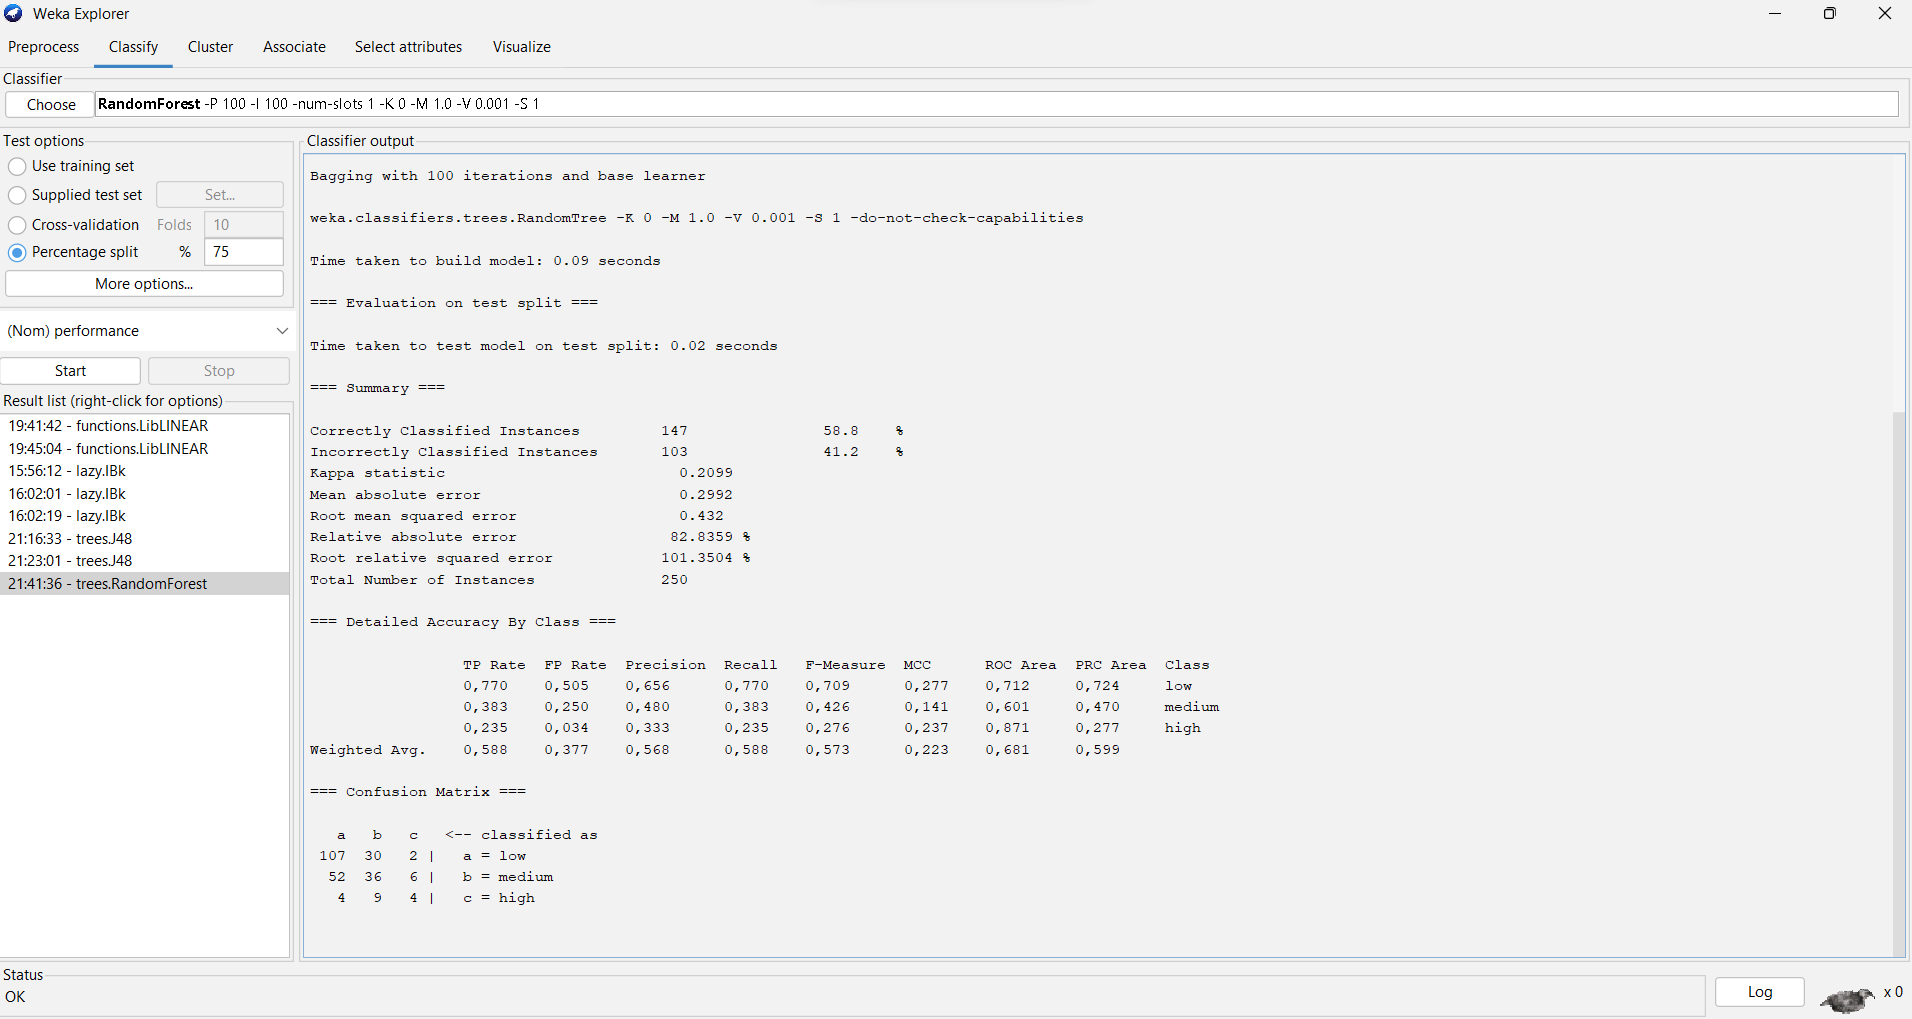 Weka Explorer
Preprocess Classify Cluster Associate Select attributes Visualize
Classifier
Choose RandomForest -P 100 -I 100 -num-slots 1 -K 0 -M 1.0 -V 0.001 -S 1
Test options
Use training set
Supplied test set Set...
Cross-validation Folds 10
Percentage split % 75
More options...
(Nom) performance
Start Stop
Result list (right-click for options)
19:41:42 - functions.LibLINEAR
19:45:04 - functions.LibLINEAR
15:56:12 - lazy.IBk
16:02:01 - lazy.IBk
16:02:19 - lazy.IBk
21:16:33 - trees.J48
21:23:01 - trees.J48
21:41:36 - trees.RandomForest
Classifier output
Bagging with 100 iterations and base learner
weka.classifiers.trees.RandomTree -K 0 -M 1.0 -V 0.001 -S 1 -do-not-check-capabilities
Time taken to build model: 0.09 seconds
=== Evaluation on test split ===
Time taken to test model on test split: 0.02 seconds
=== Summary ===
Correctly Classified Instances 147 58.8 %
Incorrectly Classified Instances 103 41.2 %
Kappa statistic 0.2099
Mean absolute error 0.2992
Root mean squared error 0.432
Relative absolute error 82.8359 %
Root relative squared error 101.3504 %
Total Number of Instances 250
=== Detailed Accuracy By Class ===
TP Rate FP Rate Precision Recall F-Measure MCC ROC Area PRC Area Class
0,770 0,505 0,656 0,770 0,709 0,277 0,712 0,724 low
0,383 0,250 0,480 0,383 0,426 0,141 0,601 0,470 medium
0,235 0,034 0,333 0,235 0,276 0,237 0,871 0,277 high
Weighted Avg. 0,588 0,377 0,568 0,588 0,573 0,223 0,681 0,599
=== Confusion Matrix ===
a b c <-- classified as
107 30 2 | a = low
52 36 6 | b = medium
4 9 4 | c = high
Status
OK
Log x 0